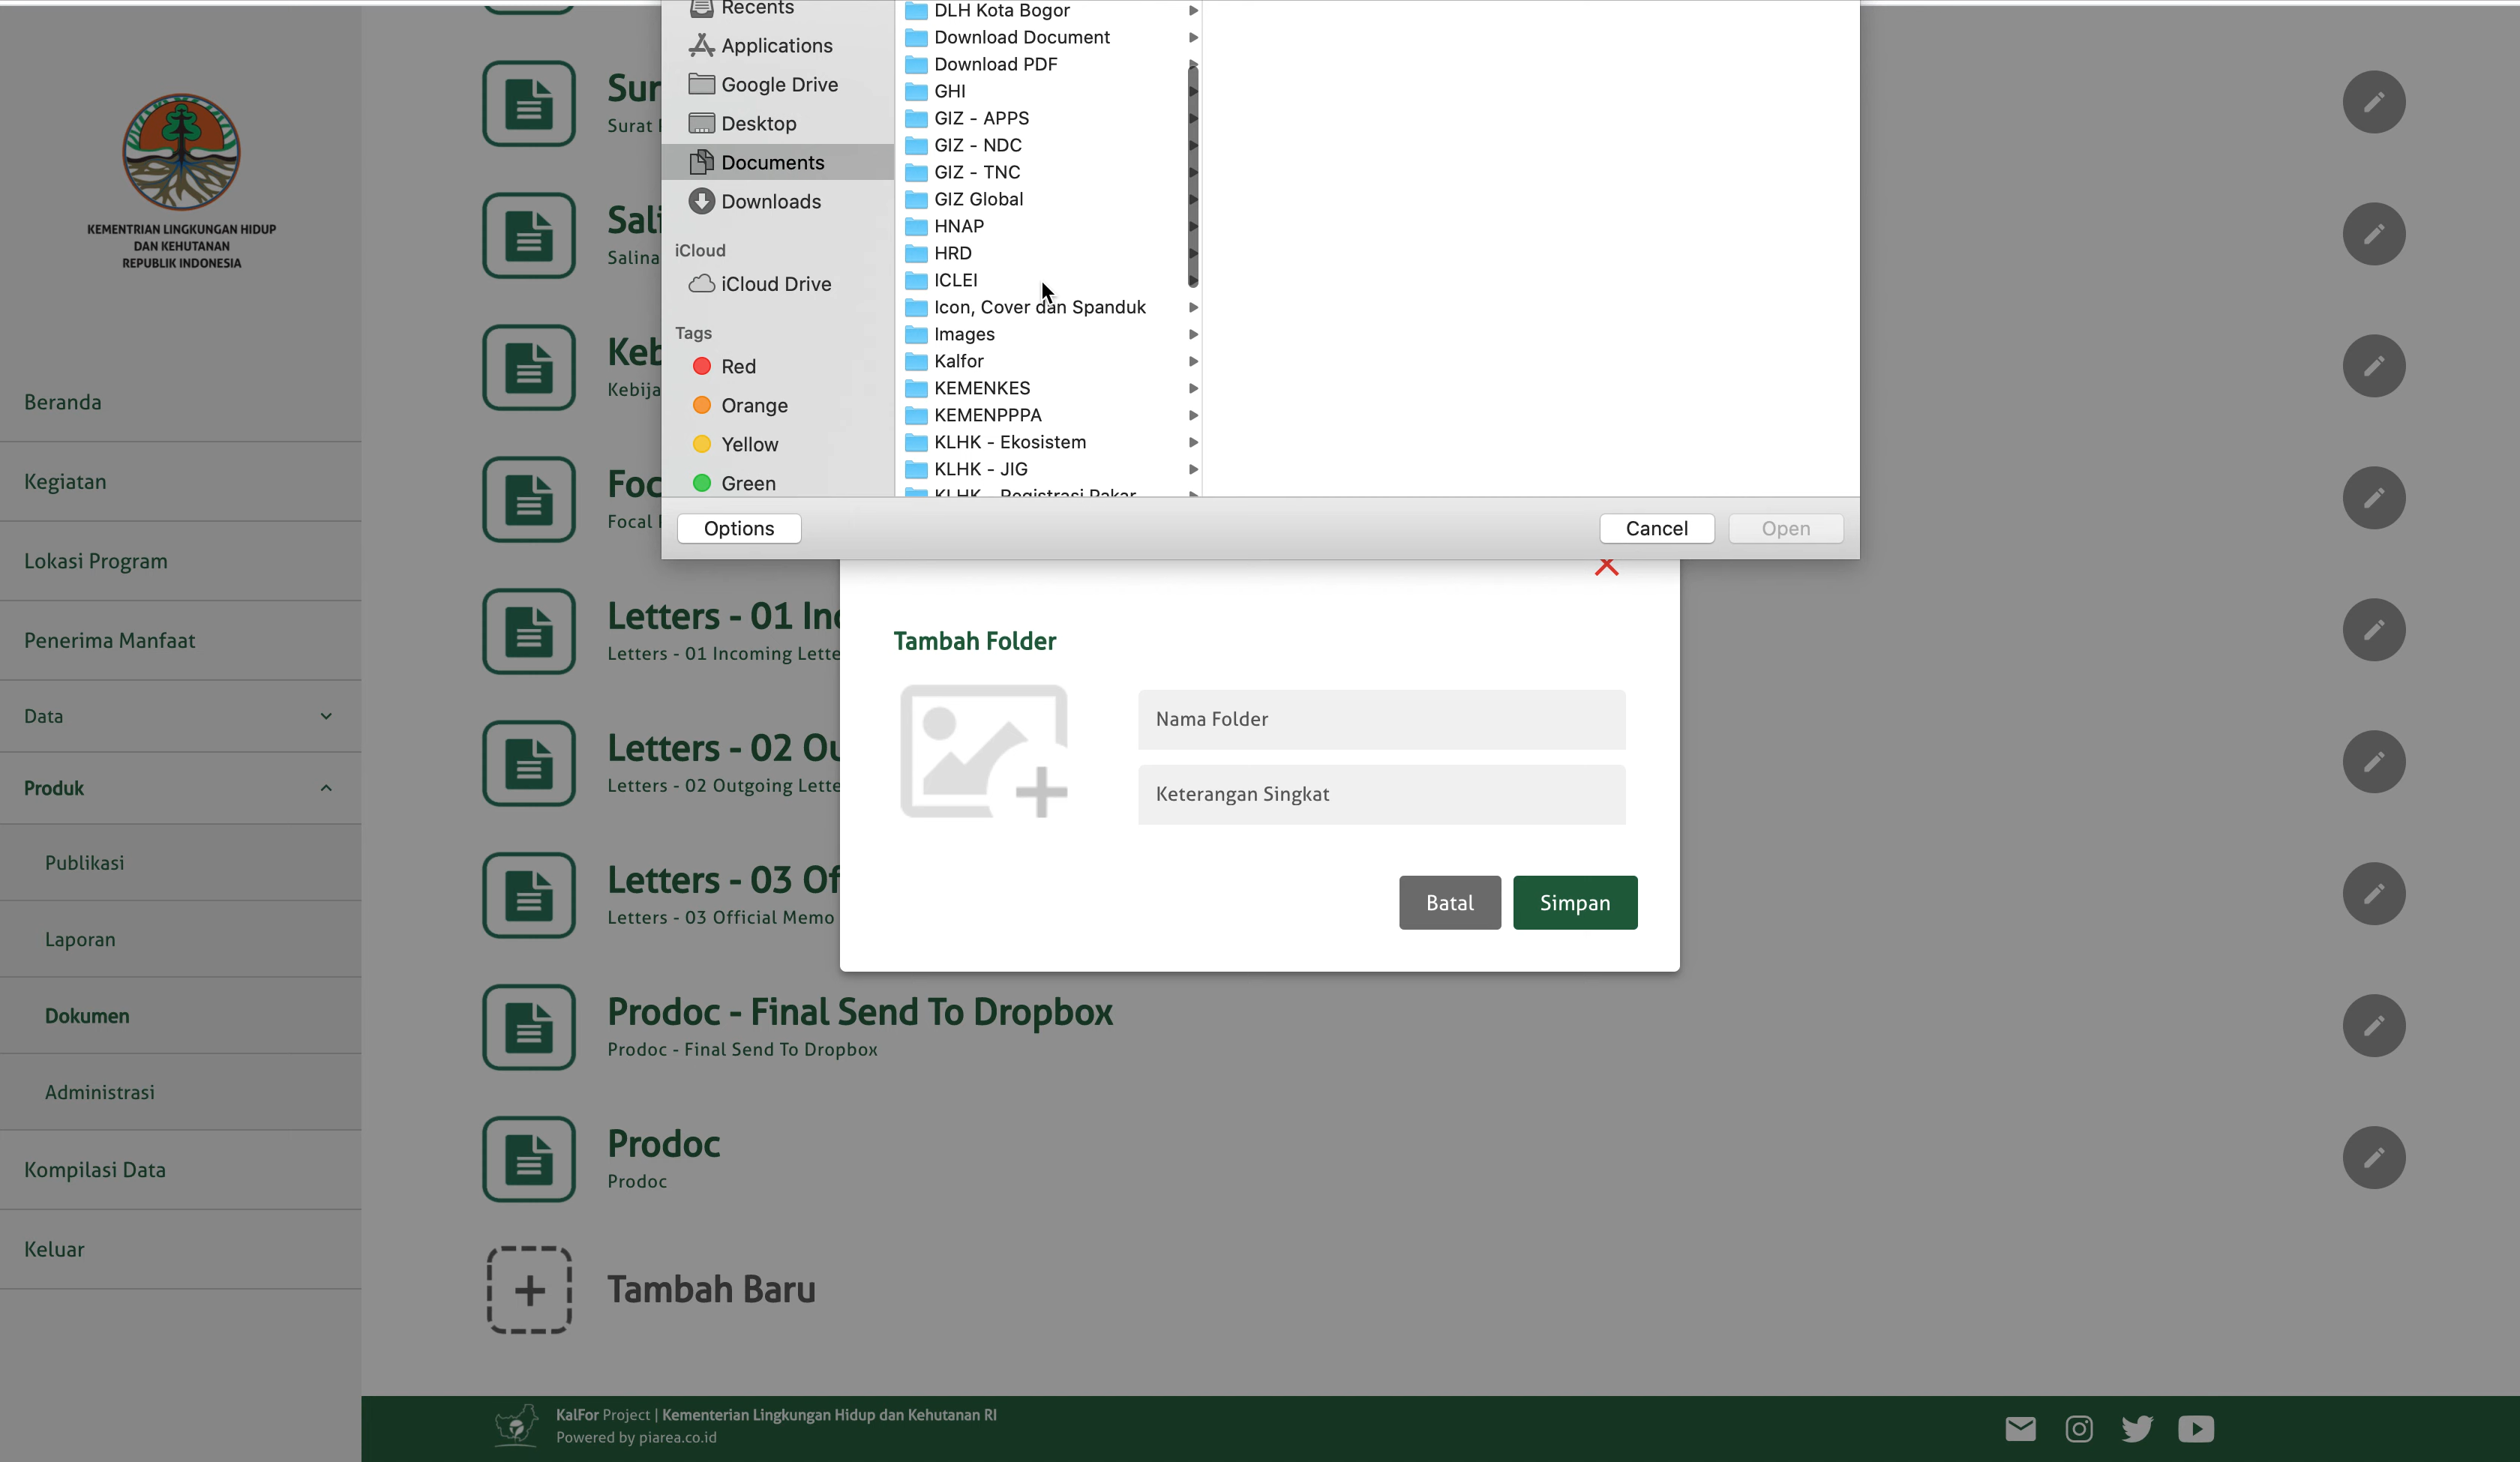 KEMENTRIAN LINGKUNGAN HIDUP
DAN KEHUTANAN
REPUBLIK INDONESIA
Beranda
Kegiatan
Lokasi Program
Penerima Manfaat
Data
Produk
Publikasi
Laporan
Dokumen
Administrasi
Kompilasi Data
Keluar
Recents
Applications
Google Drive
Desktop
Documents
Downloads
iCloud
iCloud Drive
Tags
Red
Orange
Yellow
Green
DLH Kota Bogor
Download Document
Download PDF
GHI
GIZ - APPS
GIZ - NDC
GIZ - TNC
GIZ Global
HNAP
HRD
ICLEI
Icon, Cover dan Spanduk
Images
Kalfor
KEMENKES
KEMENPPPA
KLHK - Ekosistem
KLHK - JIG
KLHK - Registrasi Pakar
Options
Cancel
Open
Sur
Surat
Sali
Salina
Keb
Kebija
Foc
Focal
Letters - 01 Inc
Letters - 01 Incoming Lette
Letters - 02 Ou
Letters - 02 Outgoing Lette
Letters - 03 Of
Letters - 03 Official Memo
Tambah Folder
Nama Folder
Keterangan Singkat
Batal
Simpan
Prodoc - Final Send To Dropbox
Prodoc - Final Send To Dropbox
Prodoc
Prodoc
Tambah Baru
KalFor Project | Kementerian Lingkungan Hidup dan Kehutanan RI
Powered by piarea.co.id